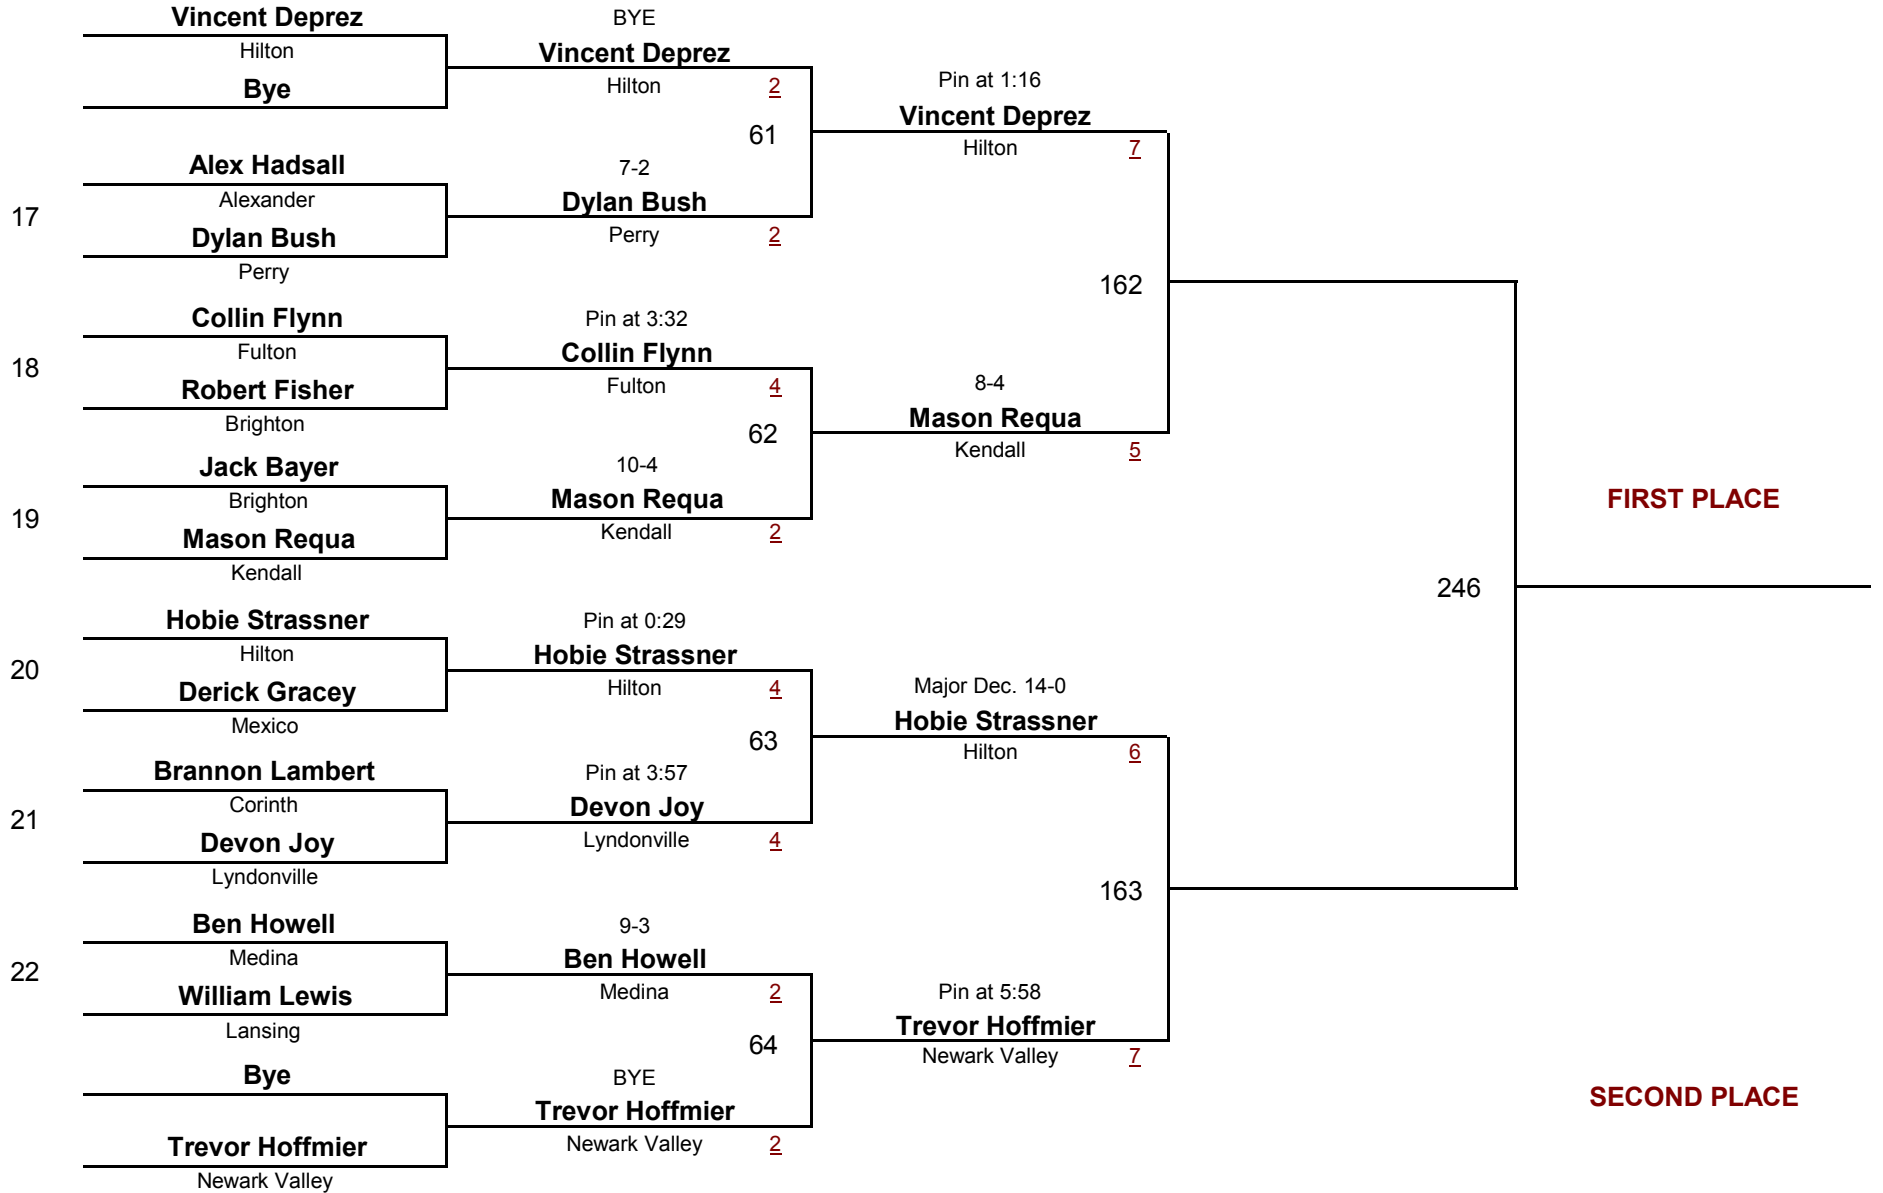 Vincent Deprez
Hilton
Bye
17
Alex Hadsall
Alexander
Dylan Bush
Perry
18
Collin Flynn
Fulton
Robert Fisher
Brighton
19
Jack Bayer
Brighton
Mason Requa
Kendall
20
Hobie Strassner
Hilton
Derick Gracey
Mexico
21
Brannon Lambert
Corinth
Devon Joy
Lyndonville
22
Ben Howell
Medina
William Lewis
Lansing
Bye
Trevor Hoffmier
Newark Valley
BYE
Vincent Deprez
Hilton 2
61
7-2
Dylan Bush
Perry 2
Pin at 3:32
Collin Flynn
Fulton 4
62
10-4
Mason Requa
Kendall 2
Pin at 0:29
Hobie Strassner
Hilton 4
63
Pin at 3:57
Devon Joy
Lyndonville 4
9-3
Ben Howell
Medina 2
64
BYE
Trevor Hoffmier
Newark Valley 2
Pin at 1:16
Vincent Deprez
Hilton 7
162
8-4
Mason Requa
Kendall 5
Major Dec. 14-0
Hobie Strassner
Hilton 6
163
Pin at 5:58
Trevor Hoffmier
Newark Valley 7
246
FIRST PLACE
SECOND PLACE